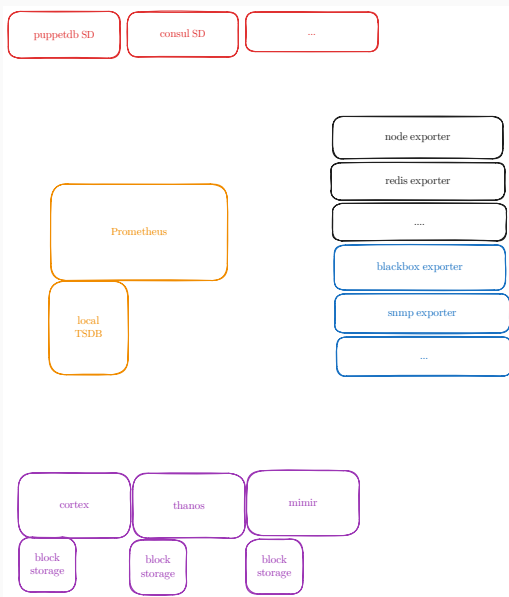 puppetdb SD
consul SD
...
node exporter
redis exporter
....
Prometheus
blackbox exporter
snmp exporter
...
local
TSDB
cortex
thanos
mimir
block
storage
block
storage
block
storage